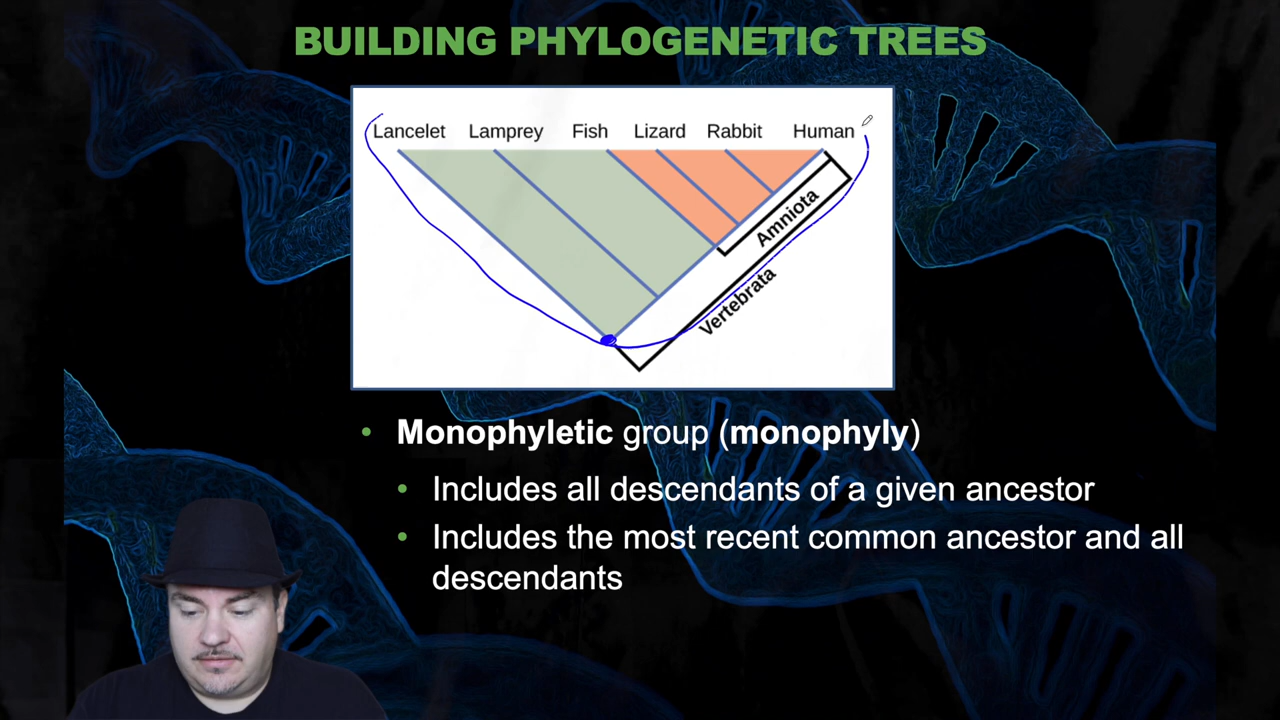 BUILDING PHYLOGENETIC TREES
Lancelet Lamprey Fish Lizard Rabbit Human
Amniota
Vertebrata
• Monophyletic group (monophyly)
• Includes all descendants of a given ancestor
• Includes the most recent common ancestor and all
descendants